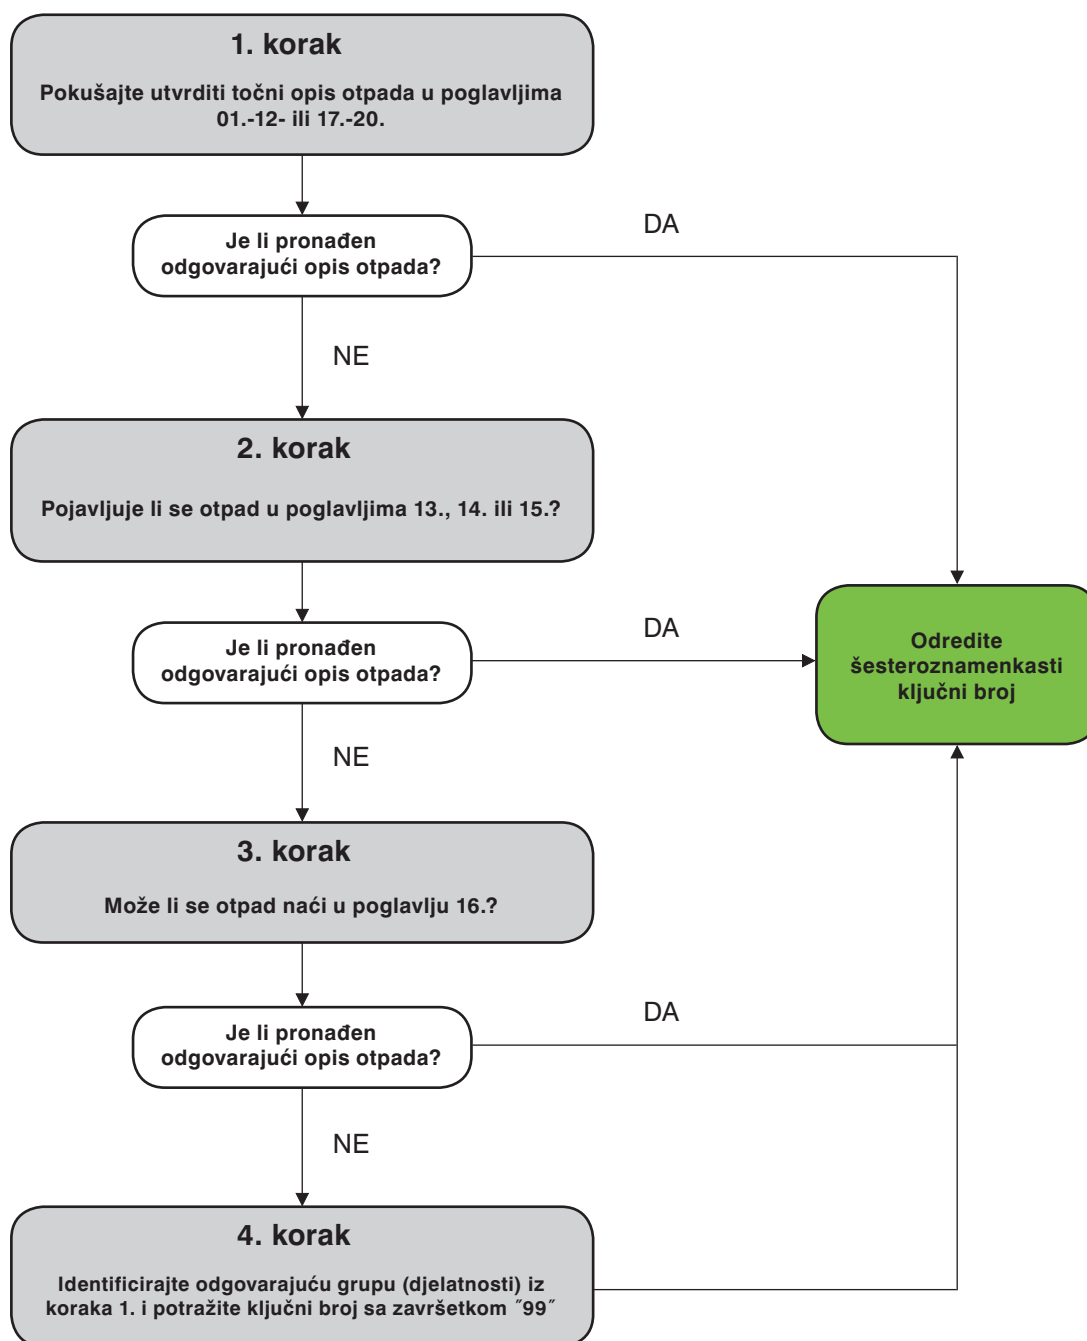 1. korak
Pokušajte utvrditi točni opis otpada u poglavljima
01.-12- ili 17.-20.
DA
Je li pronađen
odgovarajući opis otpada?
NE
2. korak
Pojavljuje li se otpad u poglavljima 13., 14. ili 15.?
DA
Je li pronađen
odgovarajući opis otpada?
Odredite
šesteroznamenkasti
ključni broj
NE
3. korak
Može li se otpad naći u poglavlju 16.?
DA
Je li pronađen
odgovarajući opis otpada?
NE
4. korak
Identificirajte odgovarajuću grupu (djelatnosti) iz
koraka 1. i potražite ključni broj sa završetkom ˝99˝